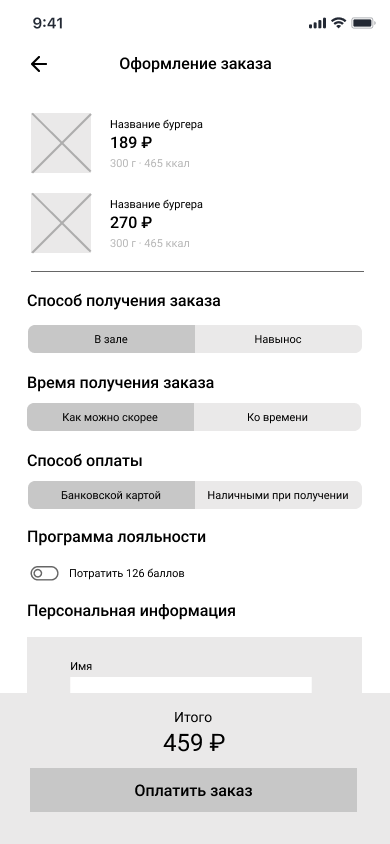 9:41
Оформление заказа
Название бургера
189 ₽
300 г · 465 ккал
Название бургера
270 ₽
300 г · 465 ккал
Способ получения заказа
В зале
Навынос
Время получения заказа
Как можно скорее
Ко времени
Способ оплаты
Банковской картой
Наличными при получении
Программа лояльности
Потратить 126 баллов
Персональная информация
Имя
Итого
459 ₽
Оплатить заказ